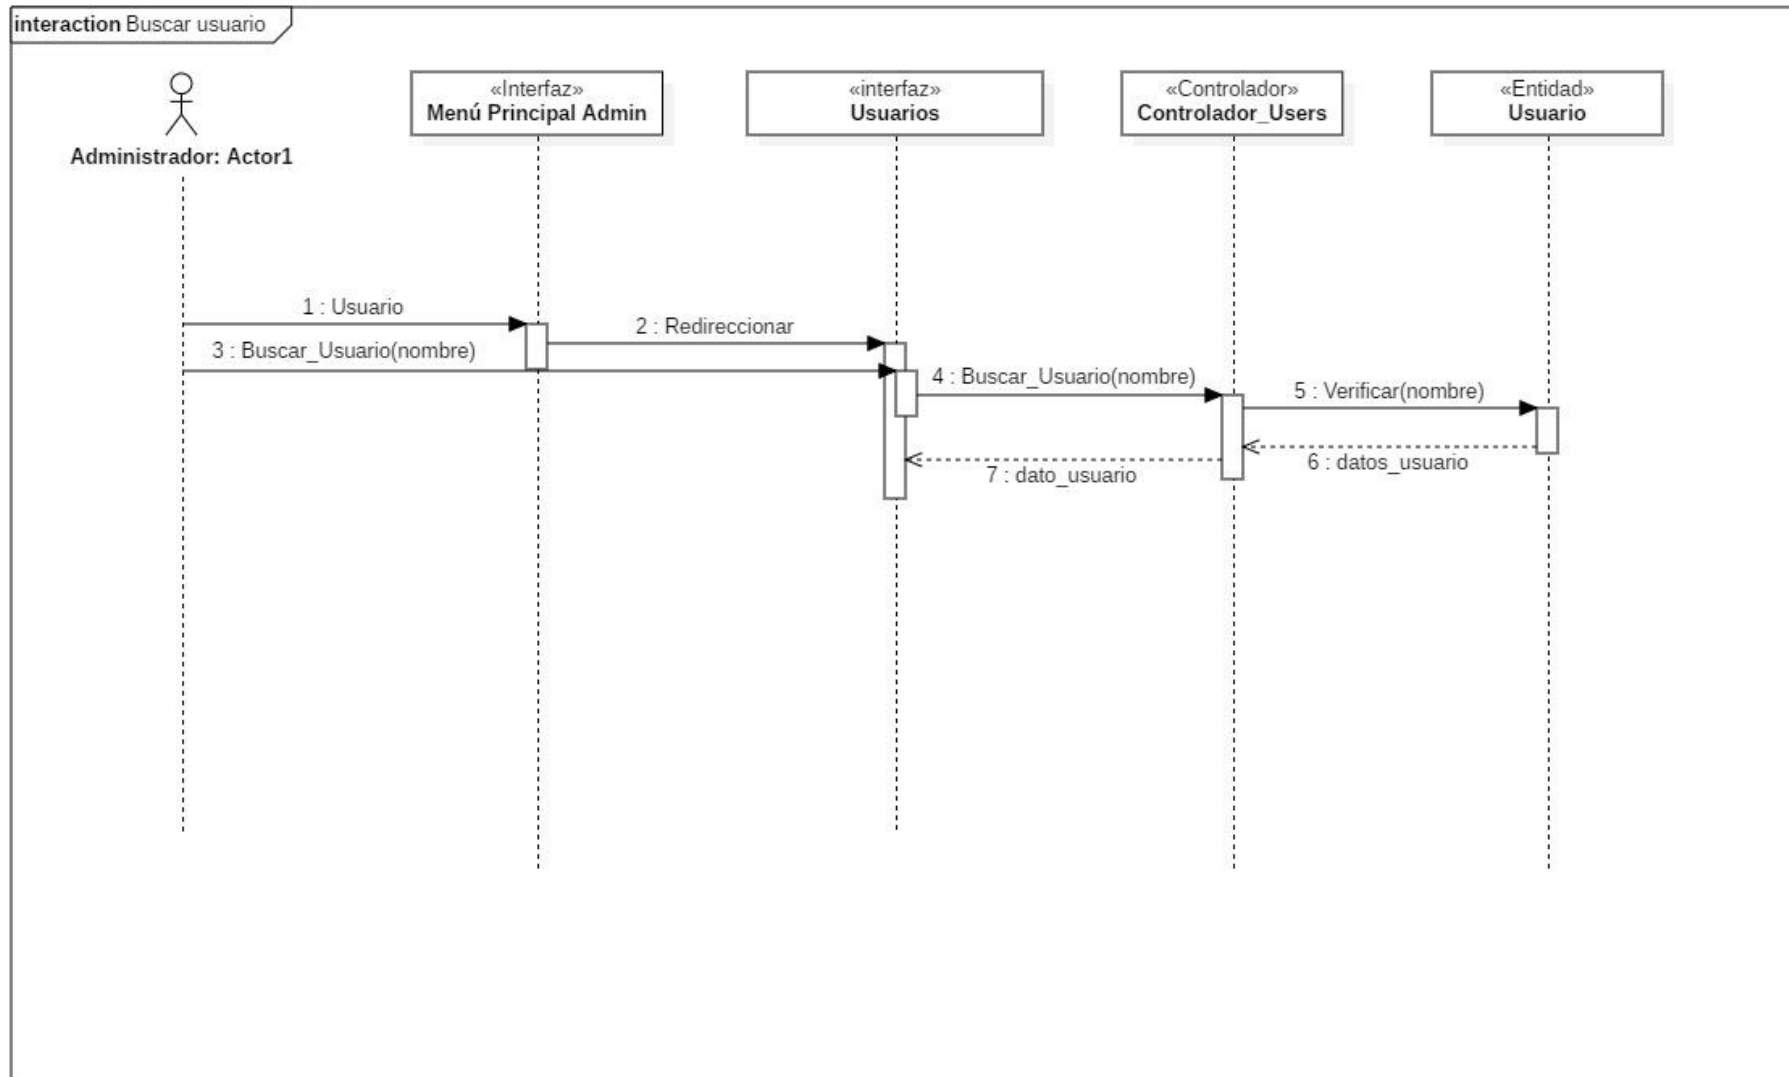 interaction Buscar usuario
«Interfaz»
Menú Principal Admin
«interfaz»
Usuarios
«Controlador»
Controlador_Users
«Entidad»
Usuario
Administrador: Actor1
1 : Usuario
2 : Redireccionar
3 : Buscar_Usuario(nombre)
4 : Buscar_Usuario(nombre)
5 : Verificar(nombre)
6 : datos_usuario
7 : dato_usuario